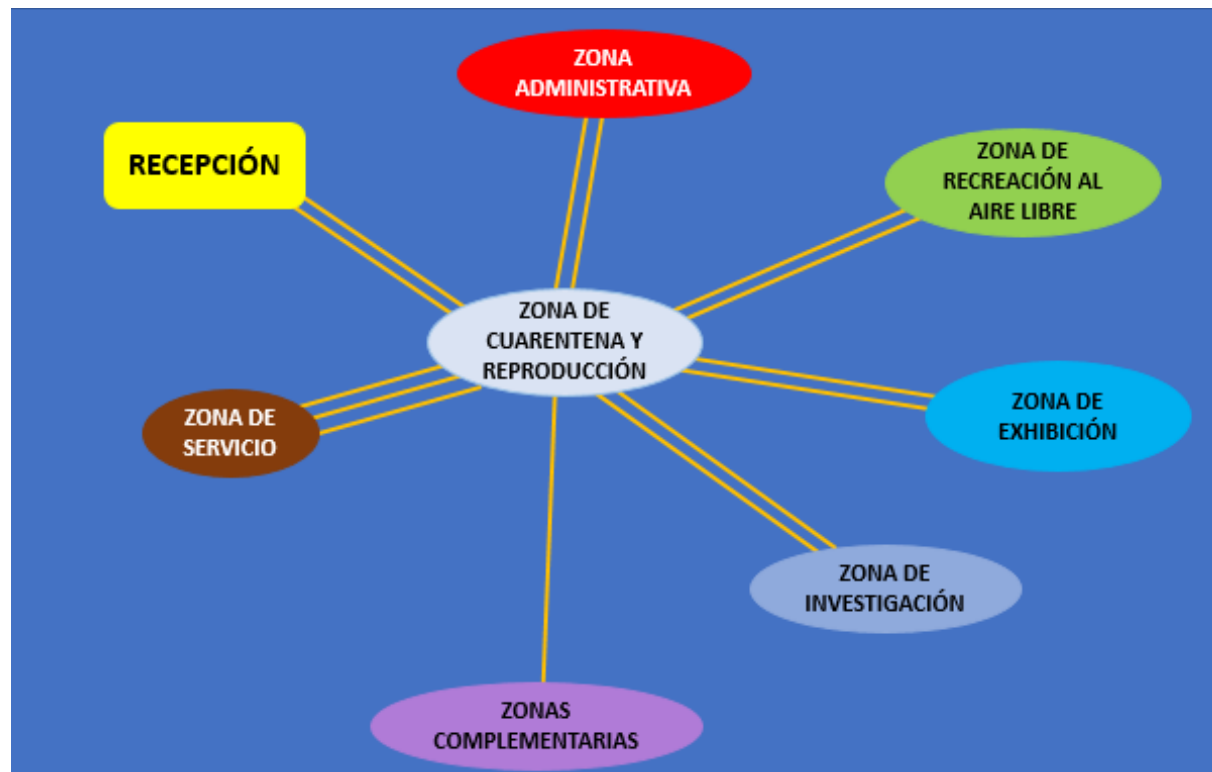 ZONA
ADMINISTRATIVA
RECEPCIÓN
ZONA DE
RECREACIÓN AL
AIRE LIBRE
ZONA DE
CUARENTENA Y
REPRODUCCIÓN
ZONA DE
SERVICIO
ZONA DE
EXHIBICIÓN
ZONA DE
INVESTIGACIÓN
ZONAS
COMPLEMENTARIAS